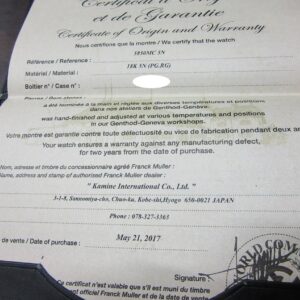 et de Garantie
Certificate of Origin and Warranty
Nous certifions que la montre / We certify that the watch
Référence / Reference : 5850MC 5N
Matériel / Material : 18K 5N (PG,RG)
Boîtier n° / Case n° :
a été terminée à la main et réglée aux diverses températures et positions
dans nos ateliers de Genthod-Genève.
was hand-finished and adjusted at various temperatures and positions
in our Genthod-Geneva workshops.
Votre montre est garantie contre toute défectuosité ou vice de fabrication pendant deux
Your watch ensures a warranty against any manufacturing defect,
for two years from the date of purchase.
Nom, adresse et timbre du concessionnaire agréé Franck Muller :
Name, address and stamp of authorised Franck Muller dealer:
" Kamine International Co., Ltd. "
3-1-8, Sannomiya-cho, Chuo-ku, Kobe-shi, Hyogo 650-0021 JAPAN
Phone : 078-327-3363
de vente / Date of purchase: May 21, 2017
Signature :
WORLD COM
Ce certificat n'est valable que s'il est muni du timbre
officiel Franck Muller et de la date de vente